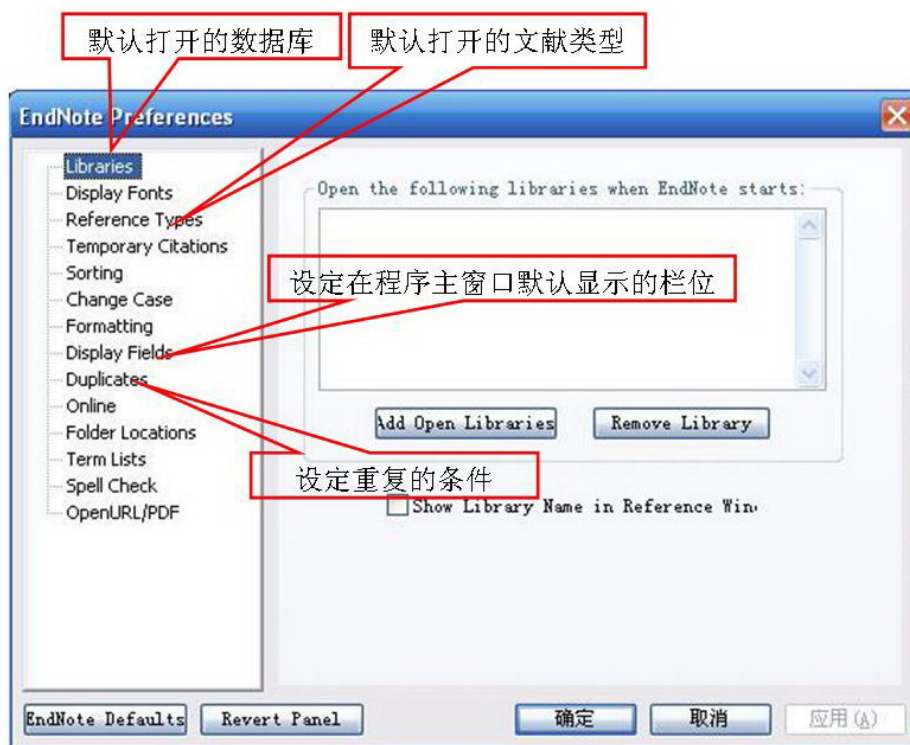 默认打开的数据库
默认打开的文献类型
EndNote Preferences
Libraries
Display Fonts
Reference Types
Temporary Citations
Sorting
Change Case
Formatting
Display Fields
Duplicates
Online
Folder Locations
Term Lists
Spell Check
OpenURL/PDF
Open the following libraries when EndNote starts:
设定在程序主窗口默认显示的栏位
Add Open Libraries
Remove Library
设定重复的条件
Show Library Name in Reference Win
EndNote Defaults
Revert Panel
确定
取消
应用(A)